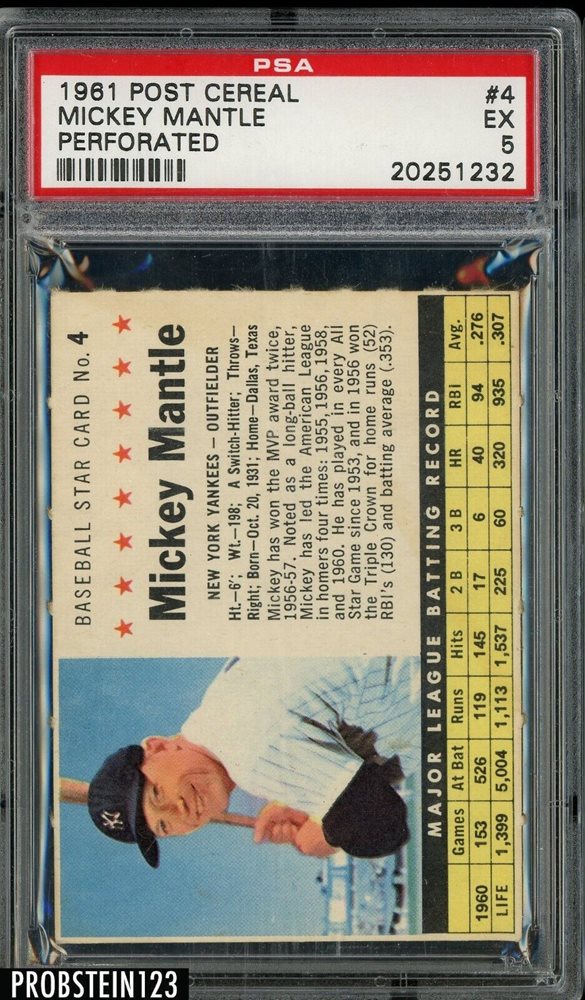 PSA
1961 POST CEREAL #4
MICKEY MANTLE EX
PERFORATED 5
20251232
BASEBALL STAR CARD No. 4
Mickey Mantle
NEW YORK YANKEES — OUTFIELDER
Ht.—6'; Wt.—198; A Switch-Hitter; Throws—
Right; Born—Oct. 20, 1931; Home—Dallas, Texas
Mickey has won the MVP award twice,
1956-57. Noted as a long-ball hitter,
Mickey has led the American League
in homers four times: 1955, 1956, 1958,
and 1960. He has played in every All
Star Game since 1953, and in 1956 won
the Triple Crown for home runs (52)
RBI's (130) and batting average (.353).
NY
MAJOR LEAGUE BATTING RECORD
Games At Bat Runs Hits 2 B 3 B HR RBI Avg.
1960 153 526 119 145 17 6 40 94 .276
LIFE 1,399 5,004 1,113 1,537 225 60 320 935 .307
PROBSTEIN123